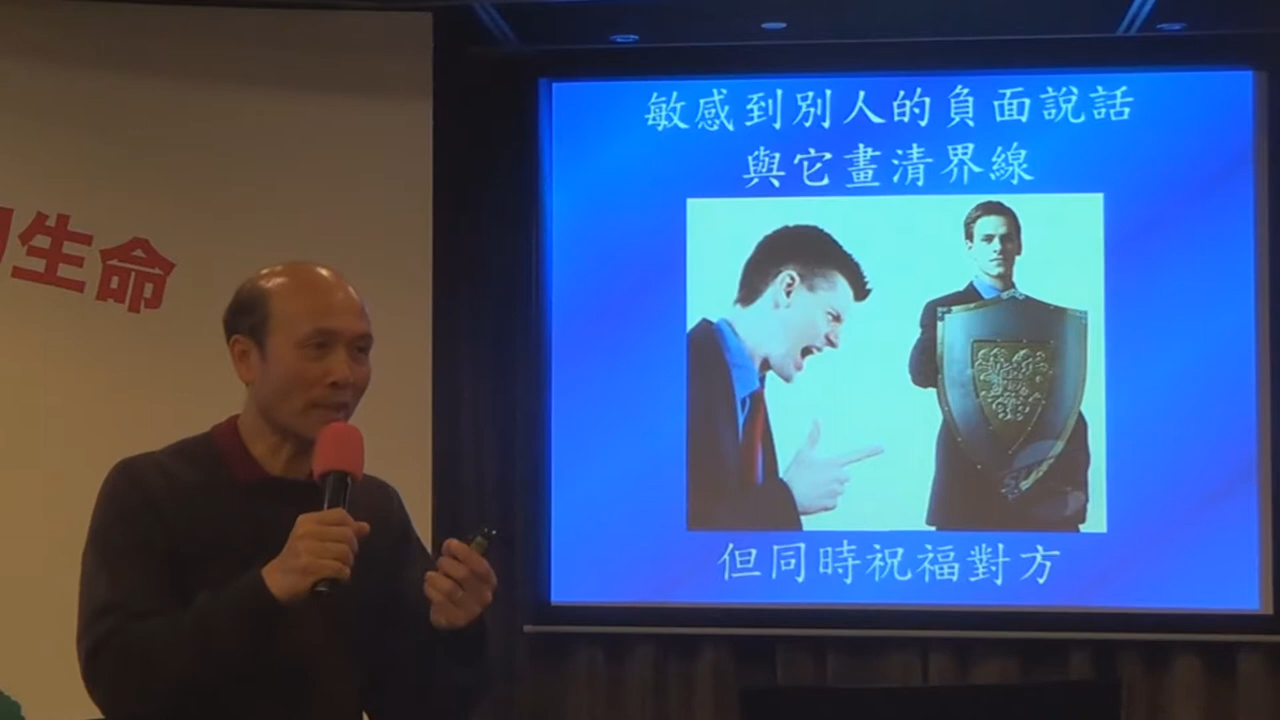 生命
敏感到別人的負面說話
與它畫清界線
但同時祝福對方